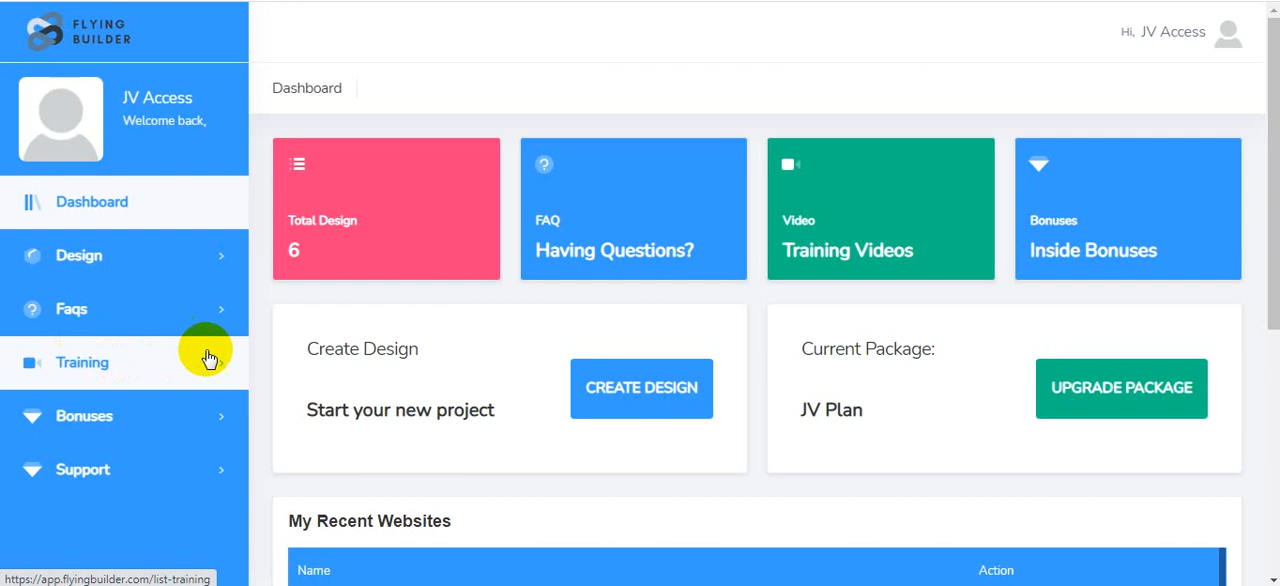 FLYING
BUILDER
Hi, JV Access
JV Access
Welcome back,
Dashboard
Design
Faqs
Training
Bonuses
Support
Dashboard
Total Design
6
FAQ
Having Questions?
Video
Training Videos
Bonuses
Inside Bonuses
Create Design
Start your new project
CREATE DESIGN
Current Package:
JV Plan
UPGRADE PACKAGE
My Recent Websites
Name Action
https://app.flyingbuilder.com/list-training